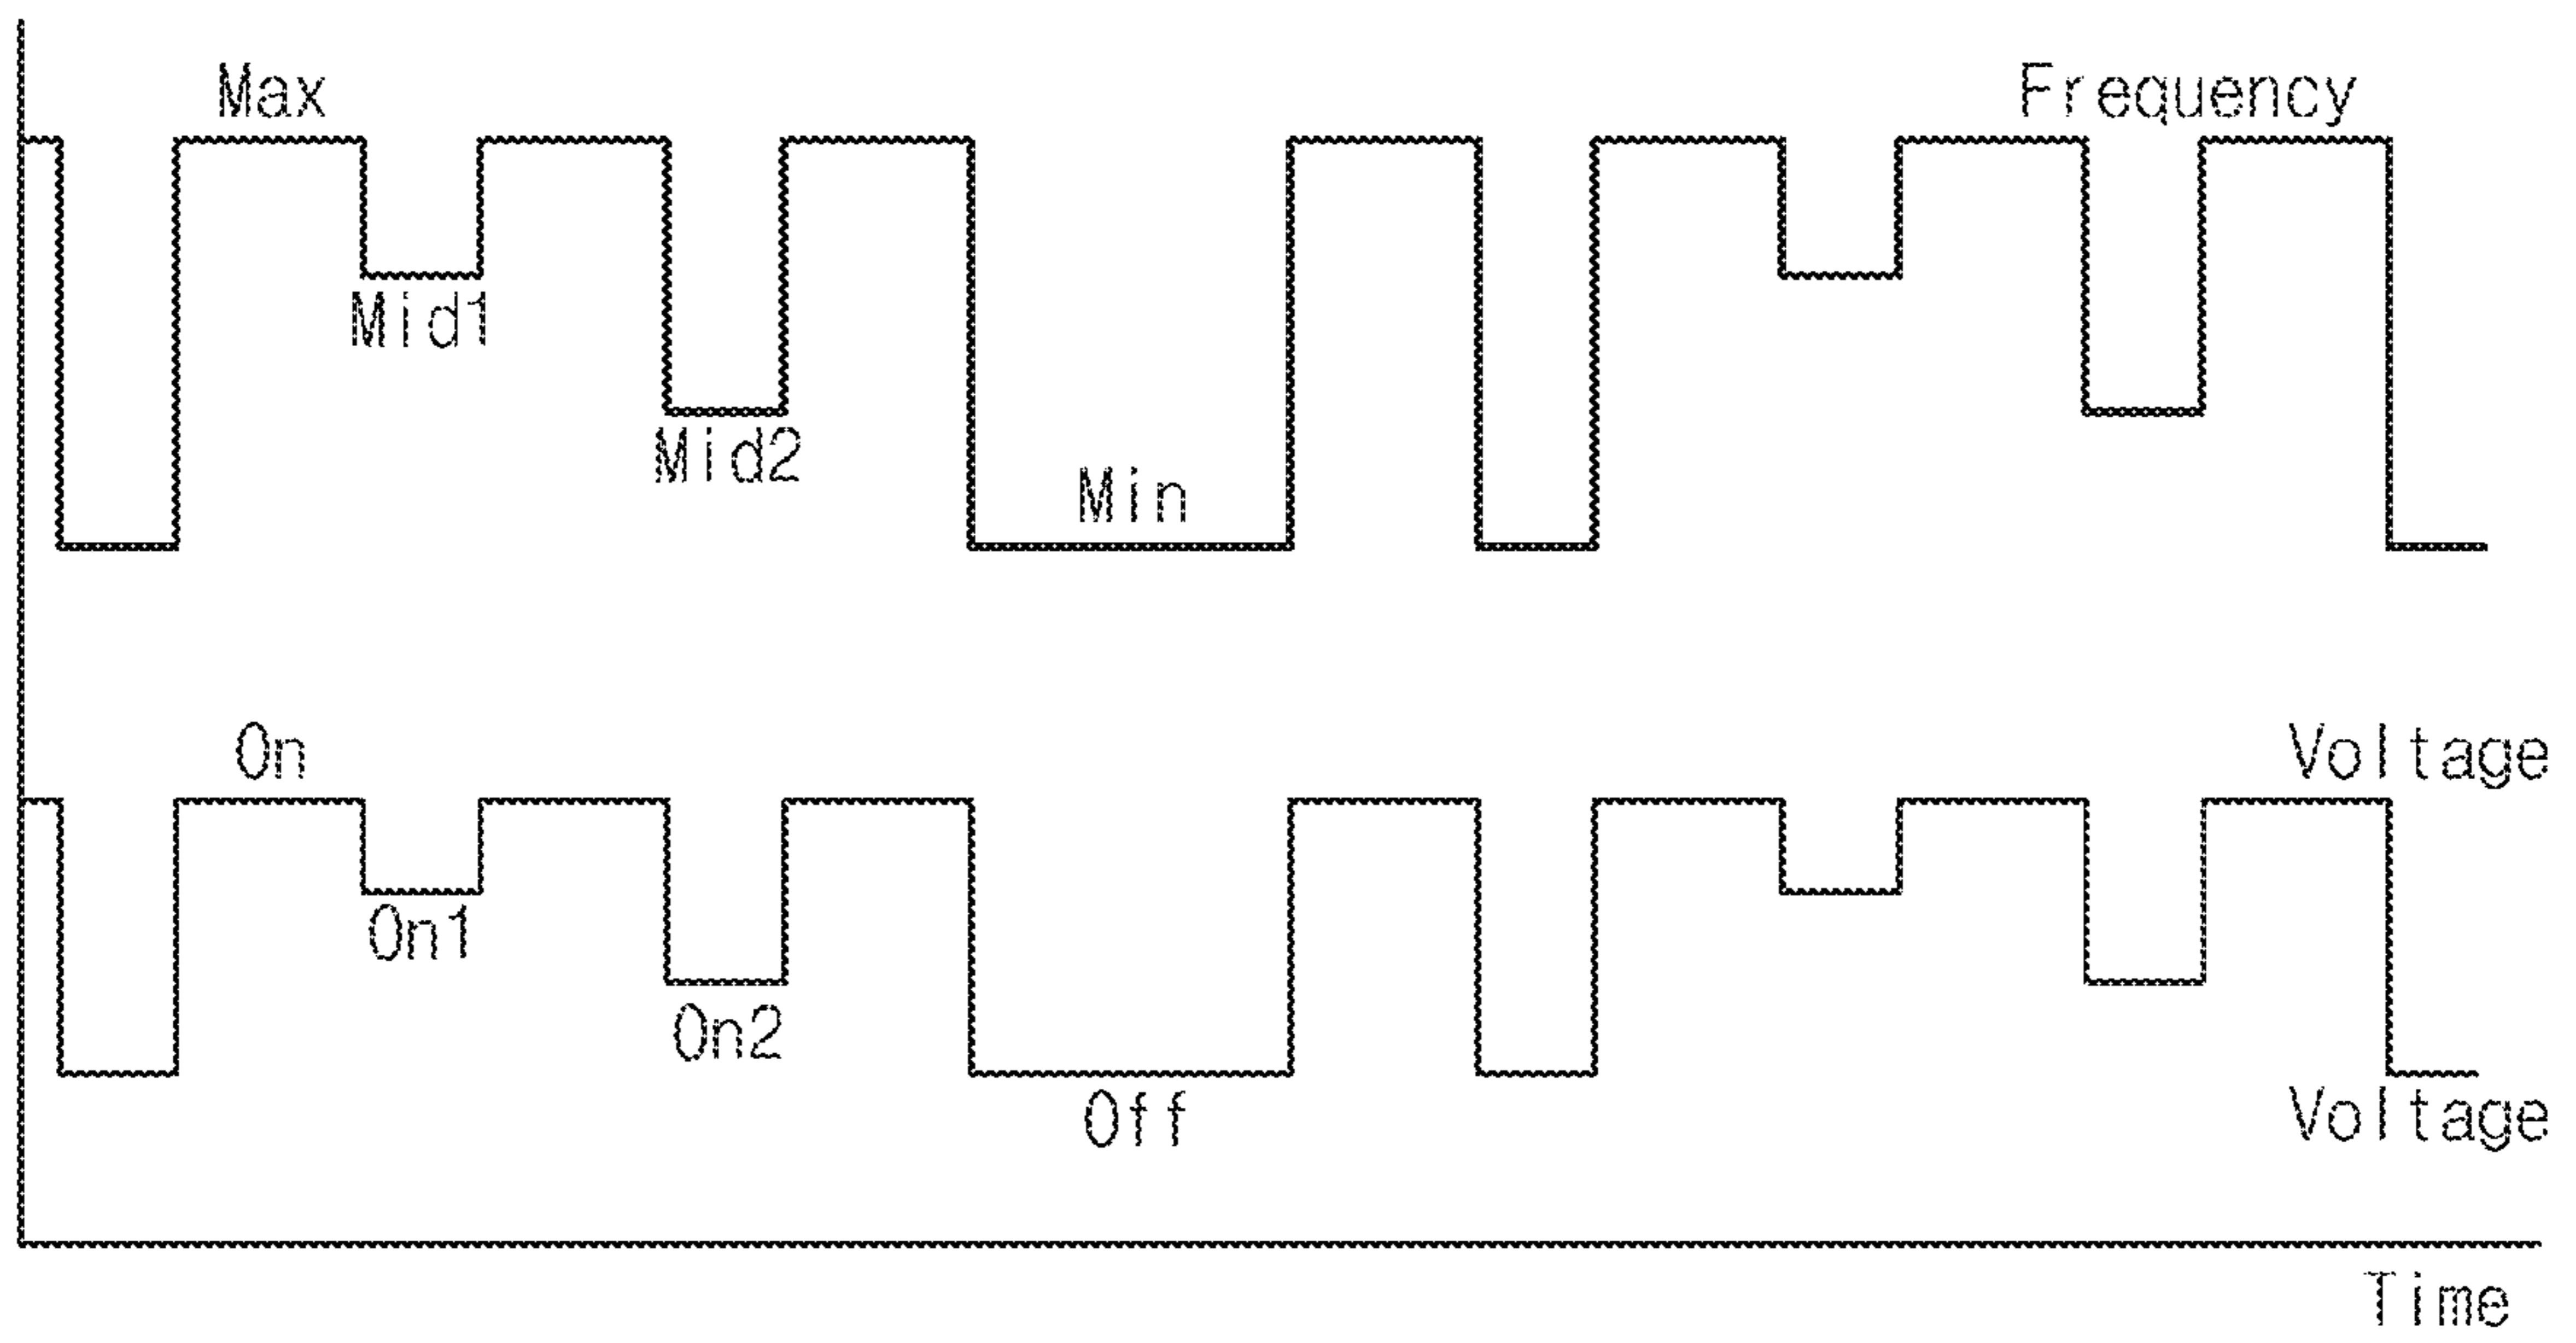 Max
Frequency
Mid1
Mid2
Min
On
Voltage
On1
On2
Off
Voltage
Time